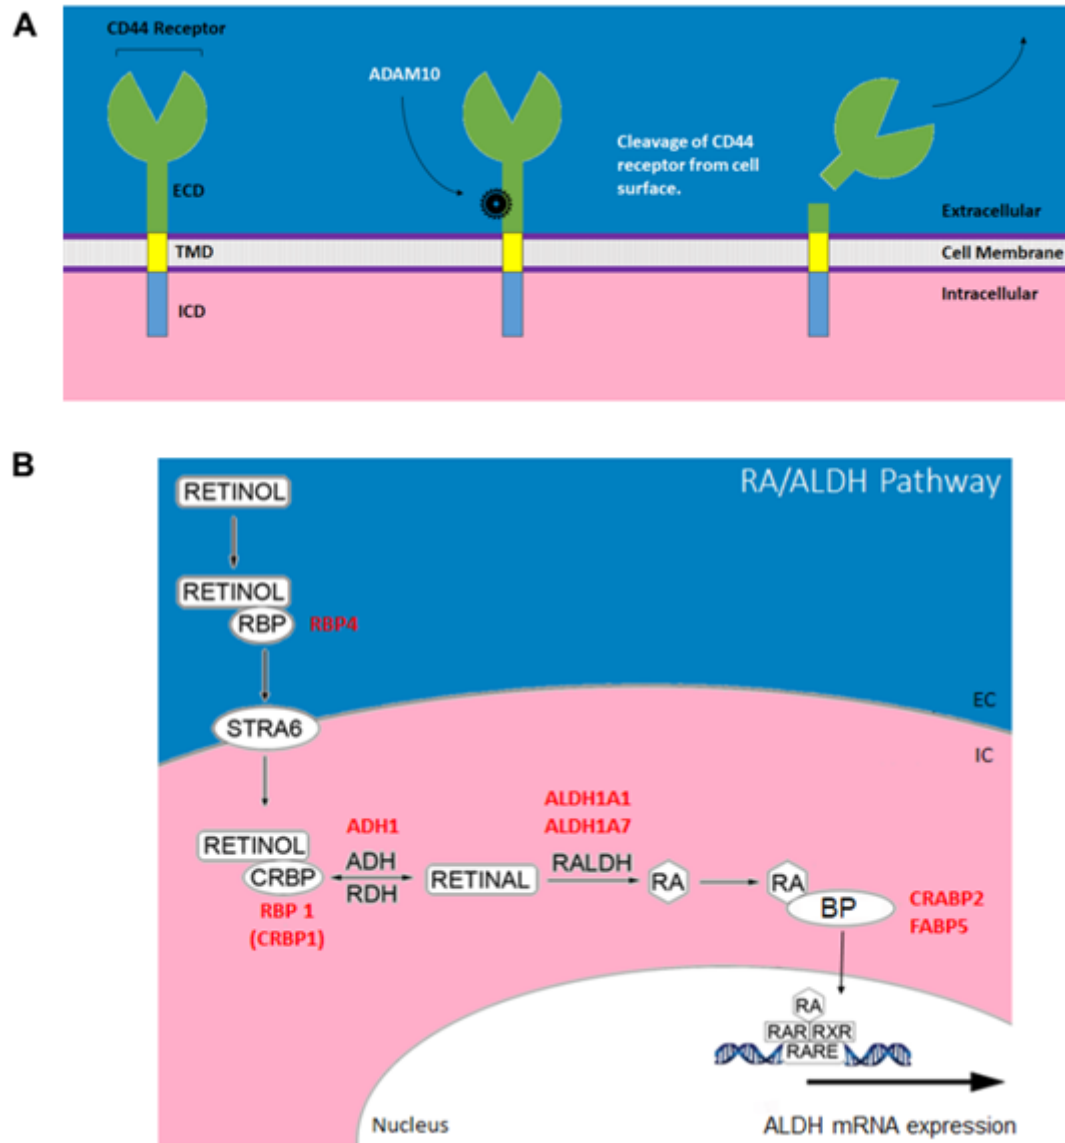 A
CD44 Receptor
ADAM10
Cleavage of CD44
receptor from cell
surface.
ECD
Extracellular
TMD
Cell Membrane
ICD
Intracellular
B
RA/ALDH Pathway
RETINOL
RETINOL
RBP
RBP4
STRA6
EC
IC
RETINOL
CRBP
RBP 1
(CRBP1)
ADH1
ADH
RDH
RETINAL
ALDH1A1
ALDH1A7
RALDH
RA
RA
BP
CRABP2
FABP5
RA
RAR RXR
RARE
Nucleus
ALDH mRNA expression